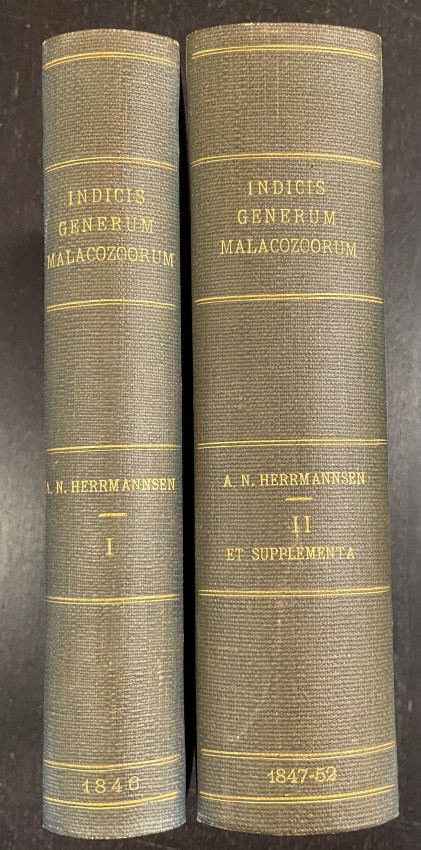 INDICIS
GENERUM
MALACOZOORUM
A. N. HERRMANNSEN
I
1846
INDICIS
GENERUM
MALACOZOORUM
A. N. HERRMANNSEN
II
ET SUPPLEMENTA
1847-52